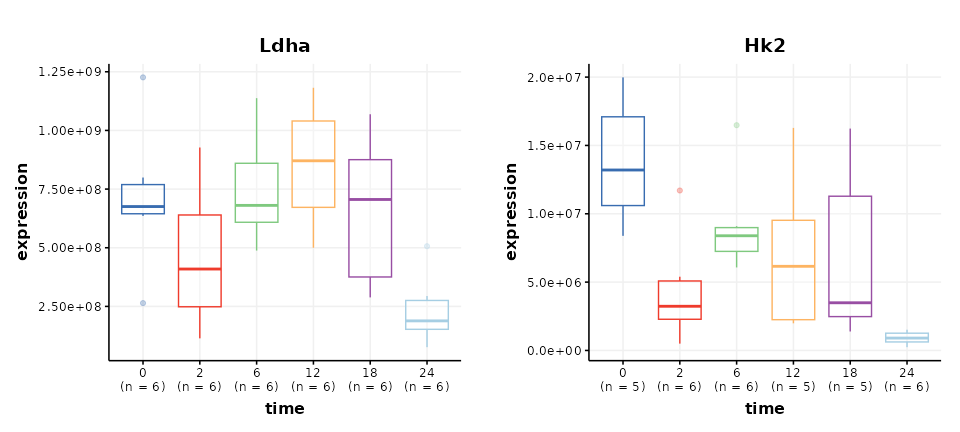 Ldha
expression
1.25e+09
1.00e+09
7.50e+08
5.00e+08
2.50e+08
0 2 6 12 18 24
(n = 6) (n = 6) (n = 6) (n = 6) (n = 6) (n = 6)
time
Hk2
expression
2.0e+07
1.5e+07
1.0e+07
5.0e+06
0.0e+00
0 2 6 12 18 24
(n = 5) (n = 6) (n = 6) (n = 5) (n = 5) (n = 6)
time